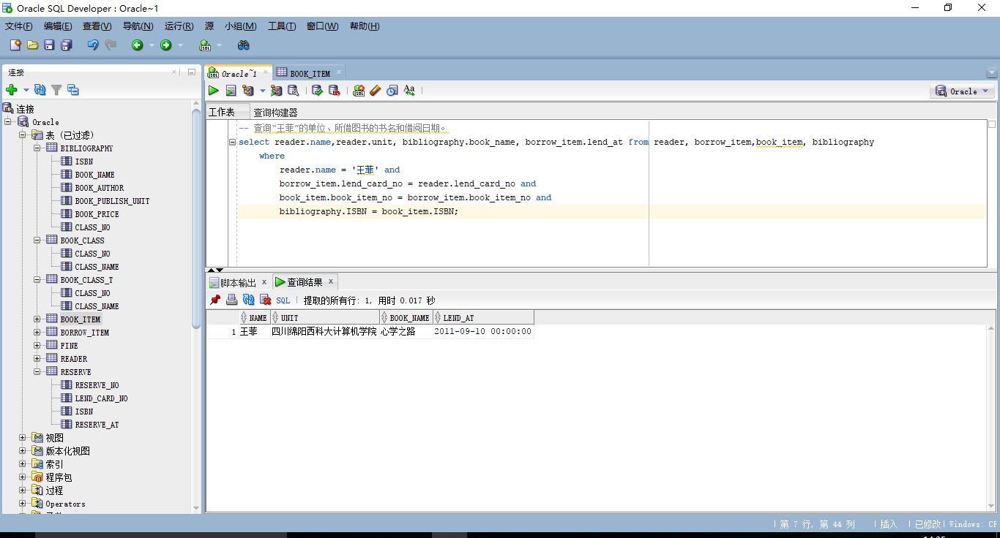 Oracle SQL Developer : Oracle~1
文件(F) 编辑(E) 查看(V) 导航(N) 运行(R) 源 小组(M) 工具(T) 窗口(W) 帮助(H)
连接
Oracle~1
BOOK_ITEM
Oracle
工作表 查询构建器
连接
Oracle
表 (已过滤)
BIBLIOGRAPHY
ISBN
BOOK_NAME
BOOK_AUTHOR
BOOK_PUBLISH_UNIT
BOOK_PRICE
CLASS_NO
BOOK_CLASS
CLASS_NO
CLASS_NAME
BOOK_CLASS_T
CLASS_NO
CLASS_NAME
BOOK_ITEM
BORROW_ITEM
FINE
READER
RESERVE
RESERVE_NO
LEND_CARD_NO
ISBN
RESERVE_AT
视图
版本化视图
索引
程序包
过程
Operators
-- 查询“王菲”的单位、所借图书的书名和借阅日期。
select reader.name,reader.unit, bibliography.book_name, borrow_item.lend_at from reader, borrow_item,book_item, bibliography
where
reader.name = '王菲' and
borrow_item.lend_card_no = reader.lend_card_no and
book_item.book_item_no = borrow_item.book_item_no and
bibliography.ISBN = book_item.ISBN;
脚本输出 x 查询结果 x
SQL | 提取的所有行: 1, 用时 0.017 秒
NAME UNIT BOOK_NAME LEND_AT
1 王菲 四川绵阳西科大计算机学院 心学之路 2011-09-10 00:00:00
第 7 行, 第 44 列 | 插入 | 已修改 | Windows: CF